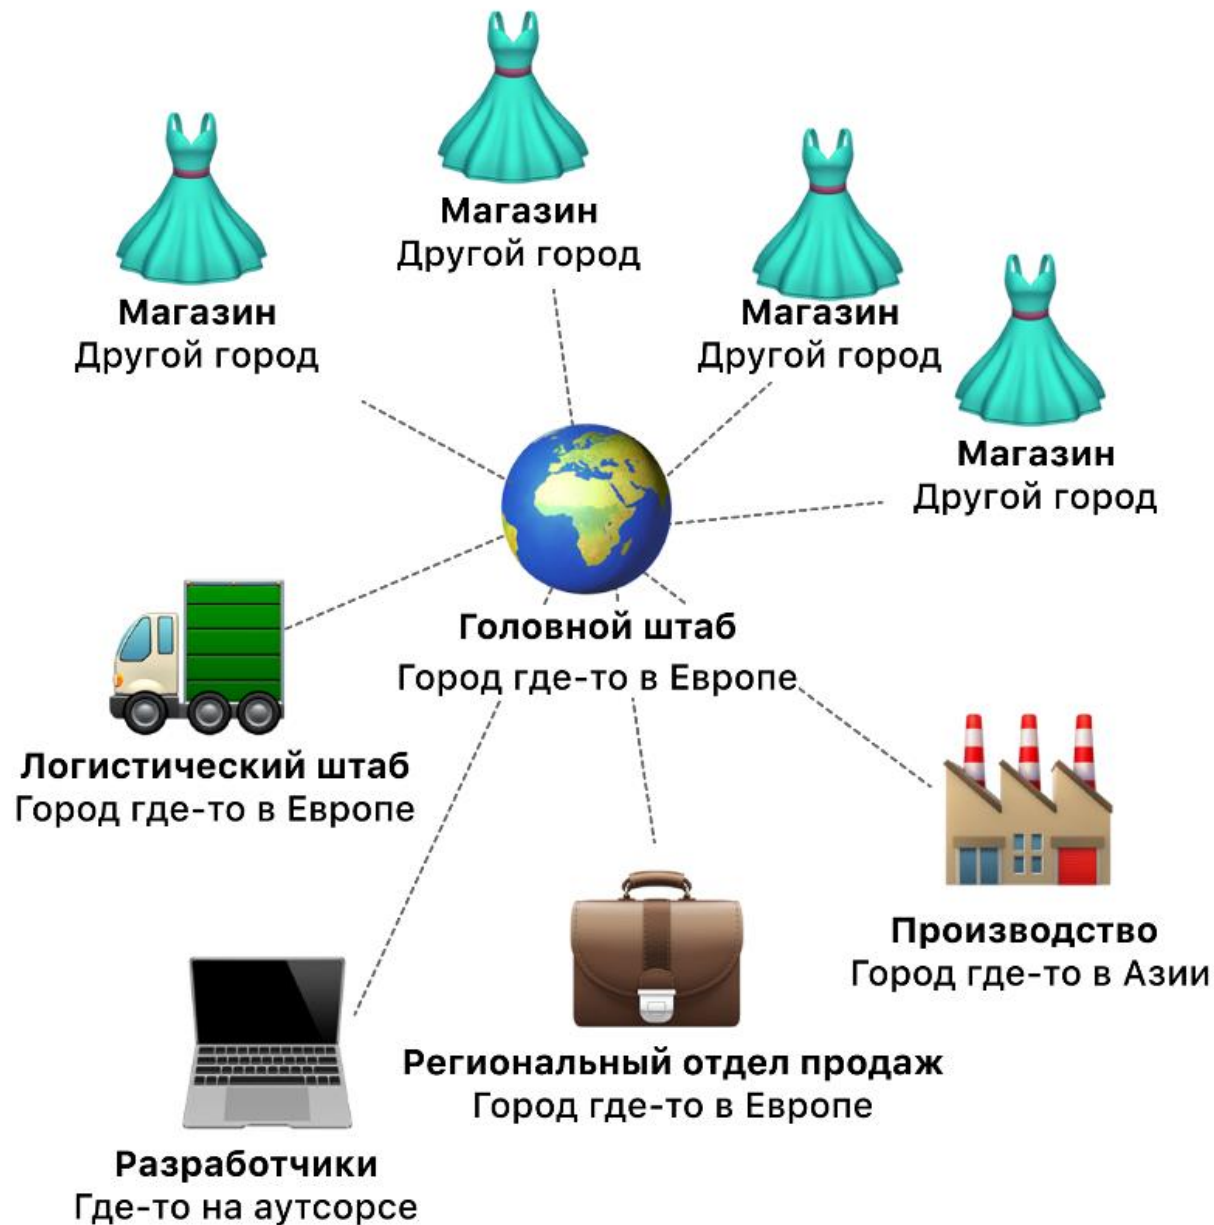 Магазин
Другой город
Магазин
Другой город
Магазин
Другой город
Магазин
Другой город
Головной штаб
Город где-то в Европе
Логистический штаб
Город где-то в Европе
Производство
Город где-то в Азии
Региональный отдел продаж
Город где-то в Европе
Разработчики
Где-то на аутсорсе